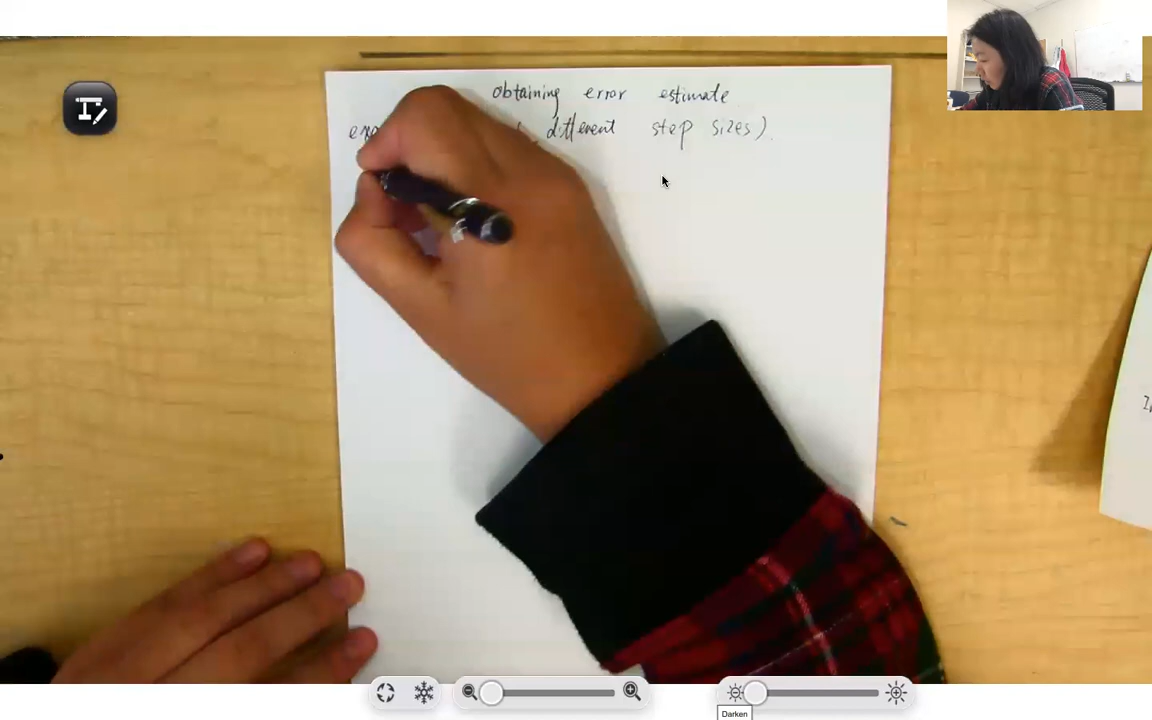 obtaining error estimate
different step sizes).
Darken